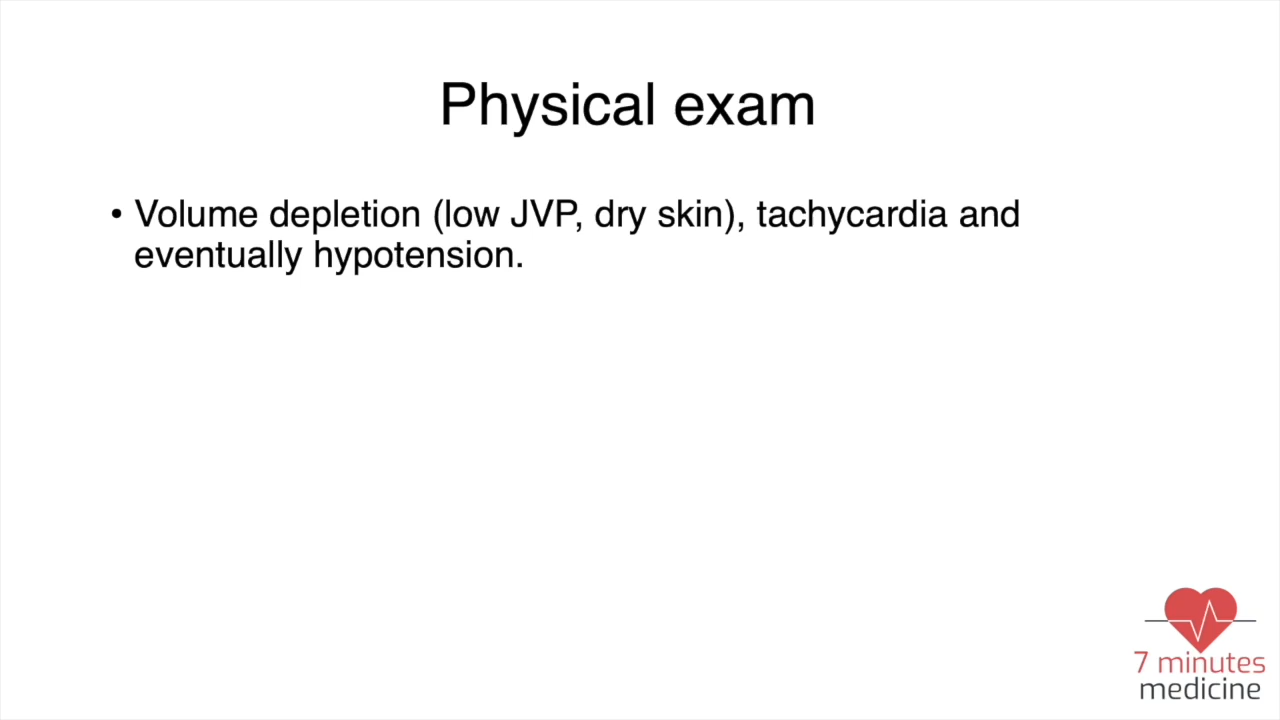 Physical exam
• Volume depletion (low JVP, dry skin), tachycardia and
eventually hypotension.
7 minutes
medicine